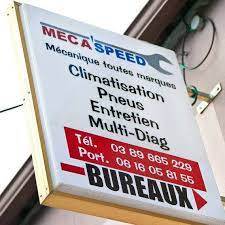 MECA'SPEED
Mécanique toutes marques
Climatisation
Pneus
Entretien
Multi-Diag
Tél. 03 89 665 229
Port. 06 16 05 81 55
BUREAUX